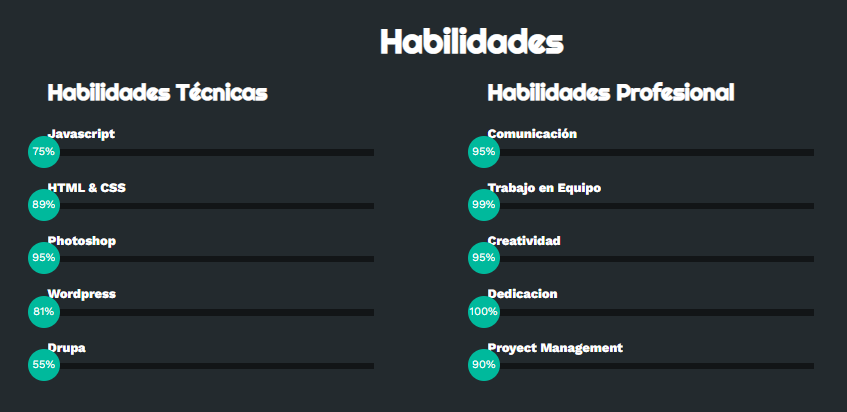 Habilidades
Habilidades Técnicas
Javascript
75%
HTML & CSS
89%
Photoshop
95%
Wordpress
81%
Drupa
55%
Habilidades Profesional
Comunicación
95%
Trabajo en Equipo
99%
Creatividad
95%
Dedicacion
100%
Proyect Management
90%